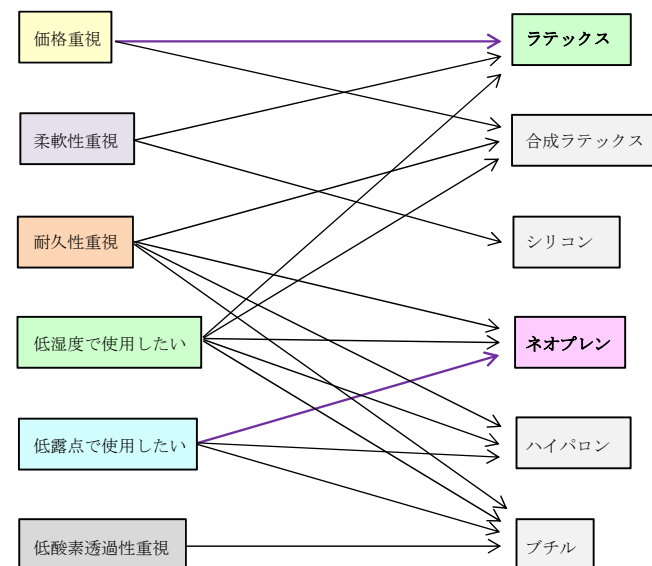 価格重視
ラテックス
柔軟性重視
合成ラテックス
耐久性重視
シリコン
低湿度で使用したい
ネオプレン
低露点で使用したい
ハイパロン
低酸素透過性重視
ブチル